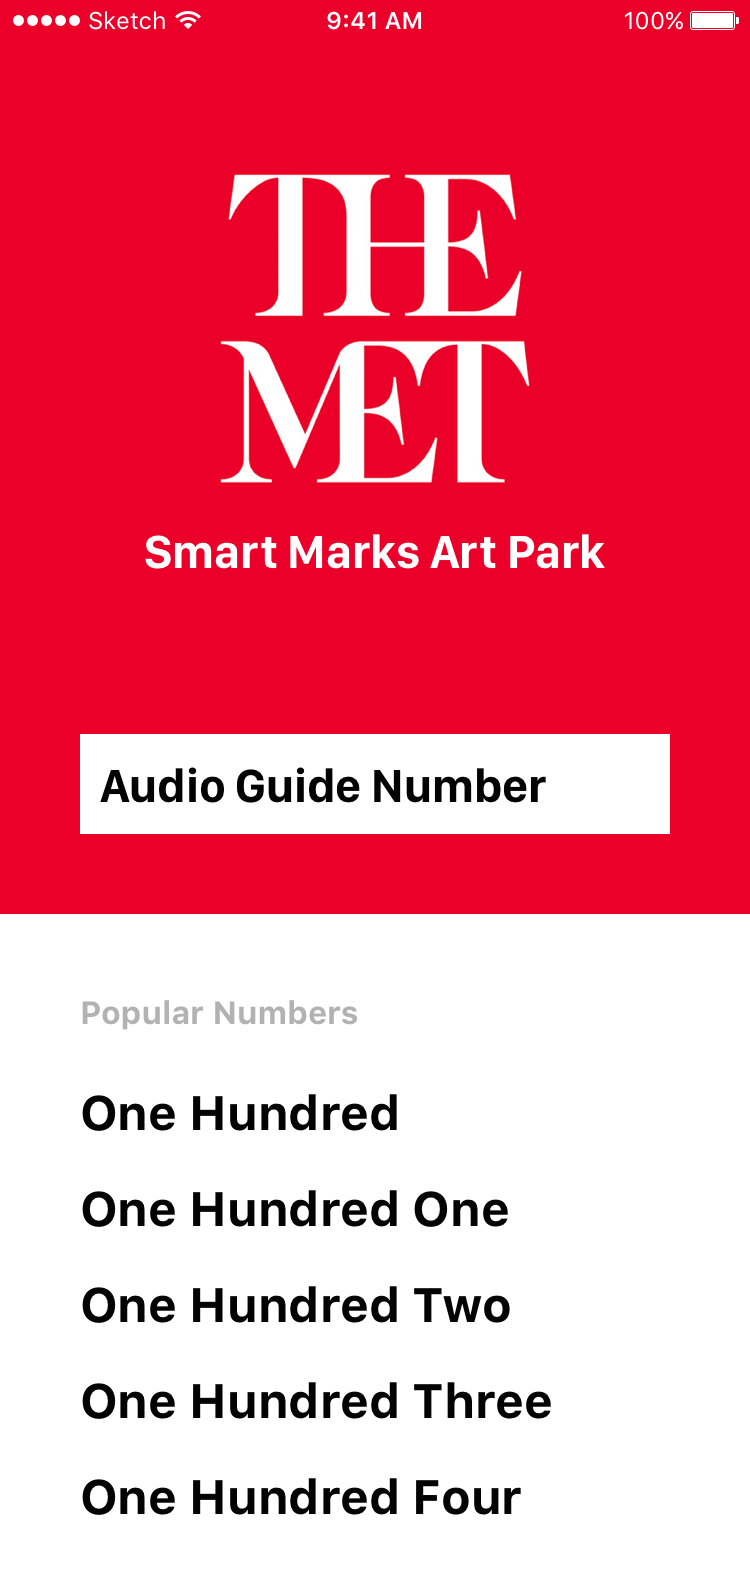 Sketch 9:41 AM 100%
THE
MET
Smart Marks Art Park
Audio Guide Number
Popular Numbers
One Hundred
One Hundred One
One Hundred Two
One Hundred Three
One Hundred Four